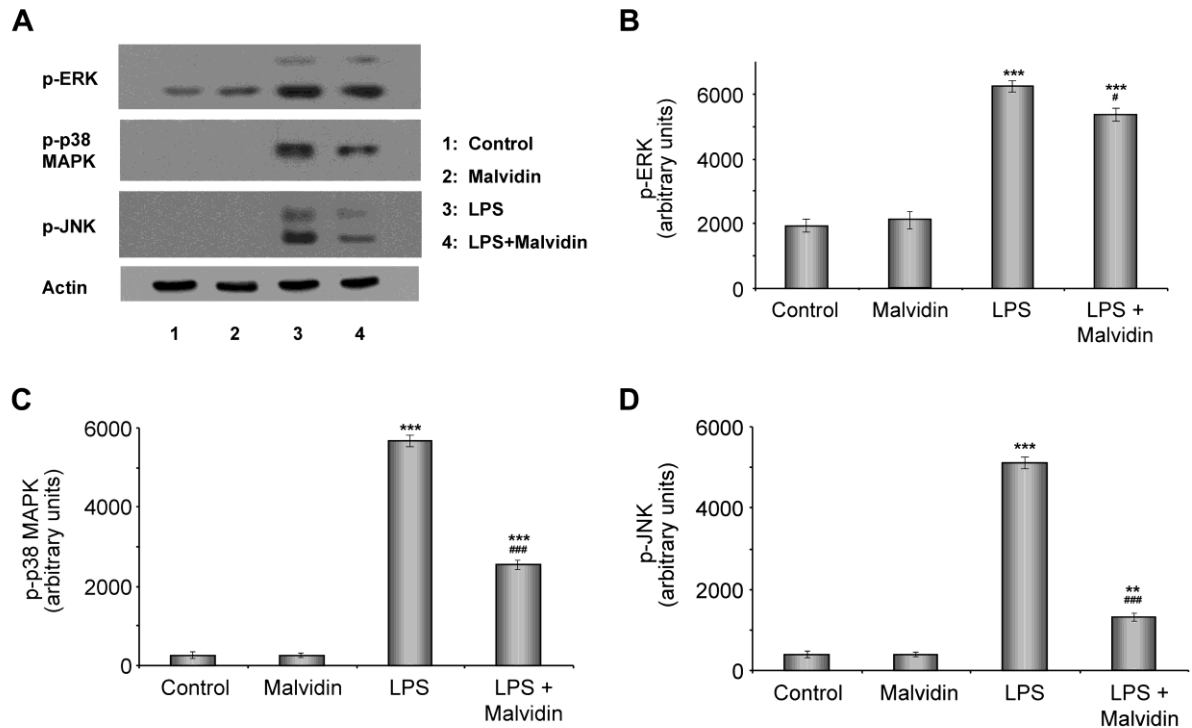 A
p-ERK
p-p38
MAPK
p-JNK
Actin
1 2 3 4
1: Control
2: Malvidin
3: LPS
4: LPS+Malvidin
B
p-ERK
(arbitrary units)
6000
4000
2000
0
***
***
#
Control Malvidin LPS LPS +
Malvidin
C
p-p38 MAPK
(arbitrary units)
6000
4000
2000
0
***
***
###
Control Malvidin LPS LPS +
Malvidin
D
p-JNK
(arbitrary units)
6000
4000
2000
0
***
**
###
Control Malvidin LPS LPS +
Malvidin